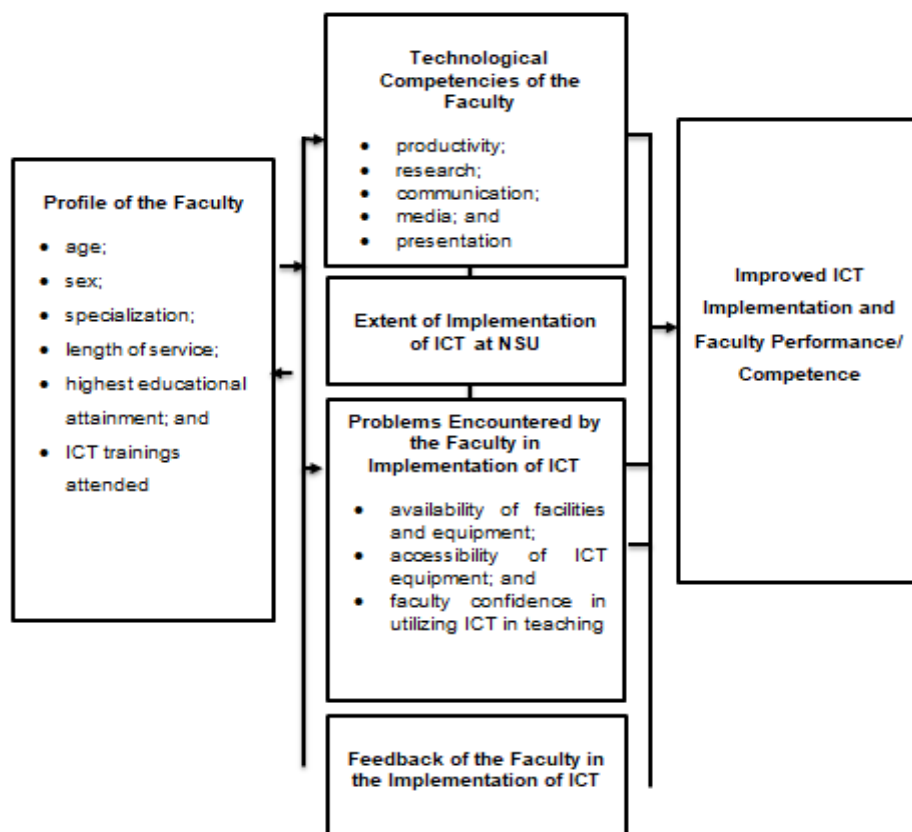 Profile of the Faculty
• age;
• sex;
• specialization;
• length of service;
• highest educational
attainment; and
• ICT trainings
attended
Technological
Competencies of the
Faculty
• productivity;
• research;
• communication;
• media; and
• presentation
Extent of Implementation
of ICT at NSU
Problems Encountered by
the Faculty in
Implementation of ICT
• availability of facilities
and equipment;
• accessibility of ICT
equipment; and
• faculty confidence in
utilizing ICT in teaching
Feedback of the Faculty in
the Implementation of ICT
Improved ICT
Implementation and
Faculty Performance/
Competence